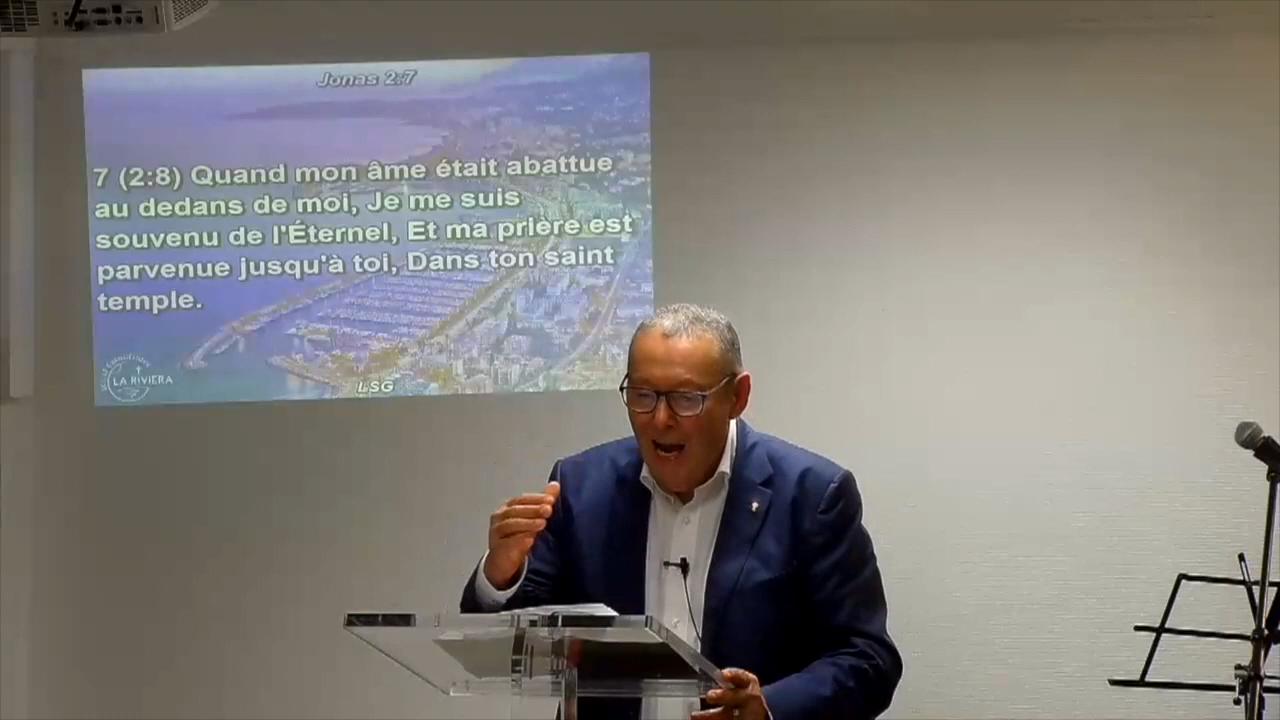 Jonas 2:7
7 (2:8) Quand mon âme était abattue
au dedans de moi, Je me suis
souvenu de l'Éternel, Et ma prière est
parvenue jusqu'à toi, Dans ton saint
temple.
LA RIVIERA
LSG